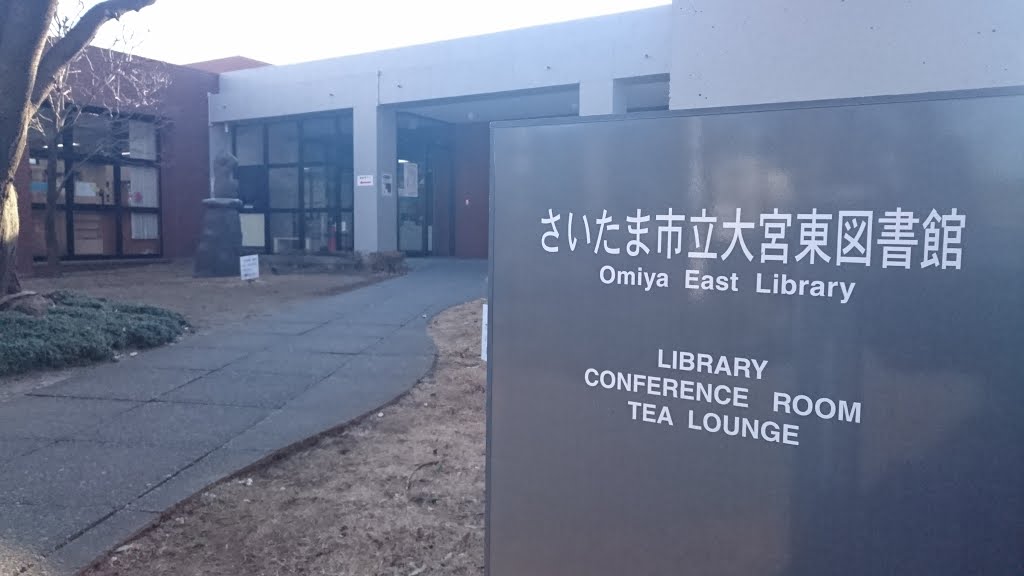 さいたま市立大宮東図書館
Omiya East Library
LIBRARY
CONFERENCE ROOM
TEA LOUNGE